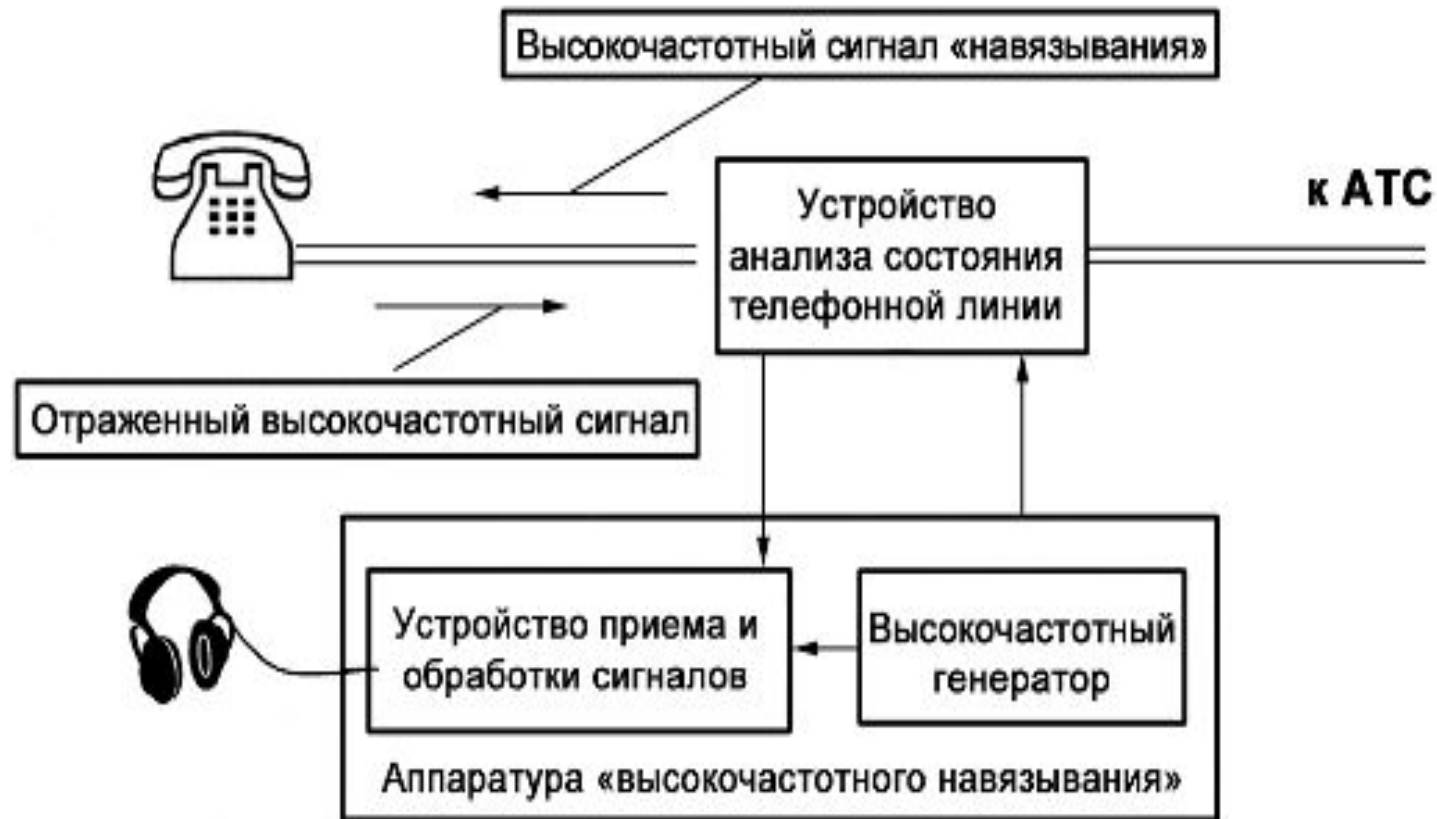 Высокочастотный сигнал «навязывания»
к АТС
Устройство
анализа состояния
телефонной линии
Отраженный высокочастотный сигнал
Устройство приема и
обработки сигналов
Высокочастотный
генератор
Аппаратура «высокочастотного навязывания»